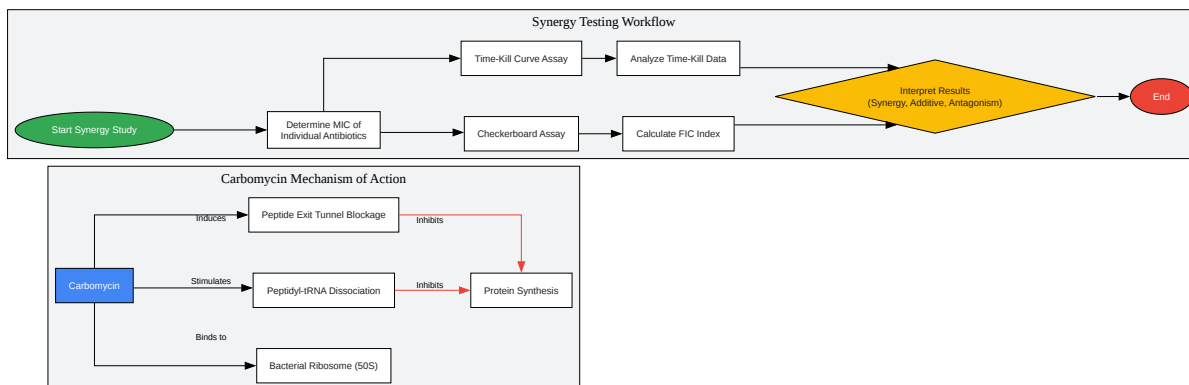 Synergy Testing Workflow
Time-Kill Curve Assay
Analyze Time-Kill Data
Interpret Results
(Synergy, Additive, Antagonism)
End
Start Synergy Study
Determine MIC of
Individual Antibiotics
Checkerboard Assay
Calculate FIC Index
Carbomycin Mechanism of Action
Induces
Peptide Exit Tunnel Blockage
Inhibits
Carbomycin
Stimulates
Peptidyl-tRNA Dissociation
Inhibits
Protein Synthesis
Binds to
Bacterial Ribosome (50S)